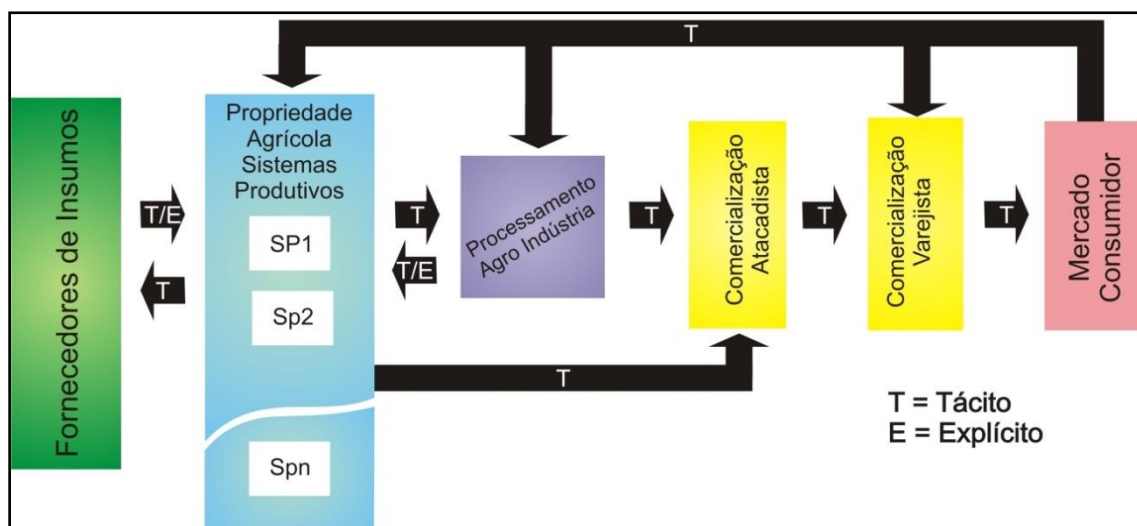 T
Fornecedores de Insumos
T/E
T
Propriedade
Agrícola
Sistemas
Produtivos
SP1
Sp2
Spn
T
T/E
Processamento
Agro Indústria
T
Comercialização
Atacadista
T
Comercialização
Varejista
T
Mercado
Consumidor
T
T = Tácito
E = Explícito